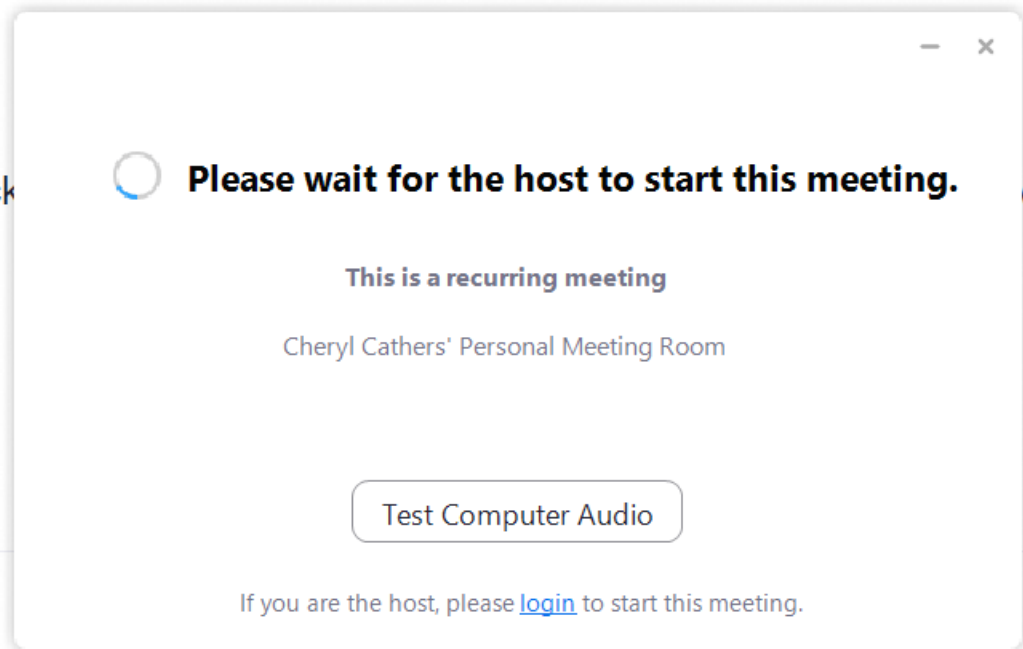 Please wait for the host to start this meeting.
This is a recurring meeting
Cheryl Cathers' Personal Meeting Room
Test Computer Audio
If you are the host, please login to start this meeting.